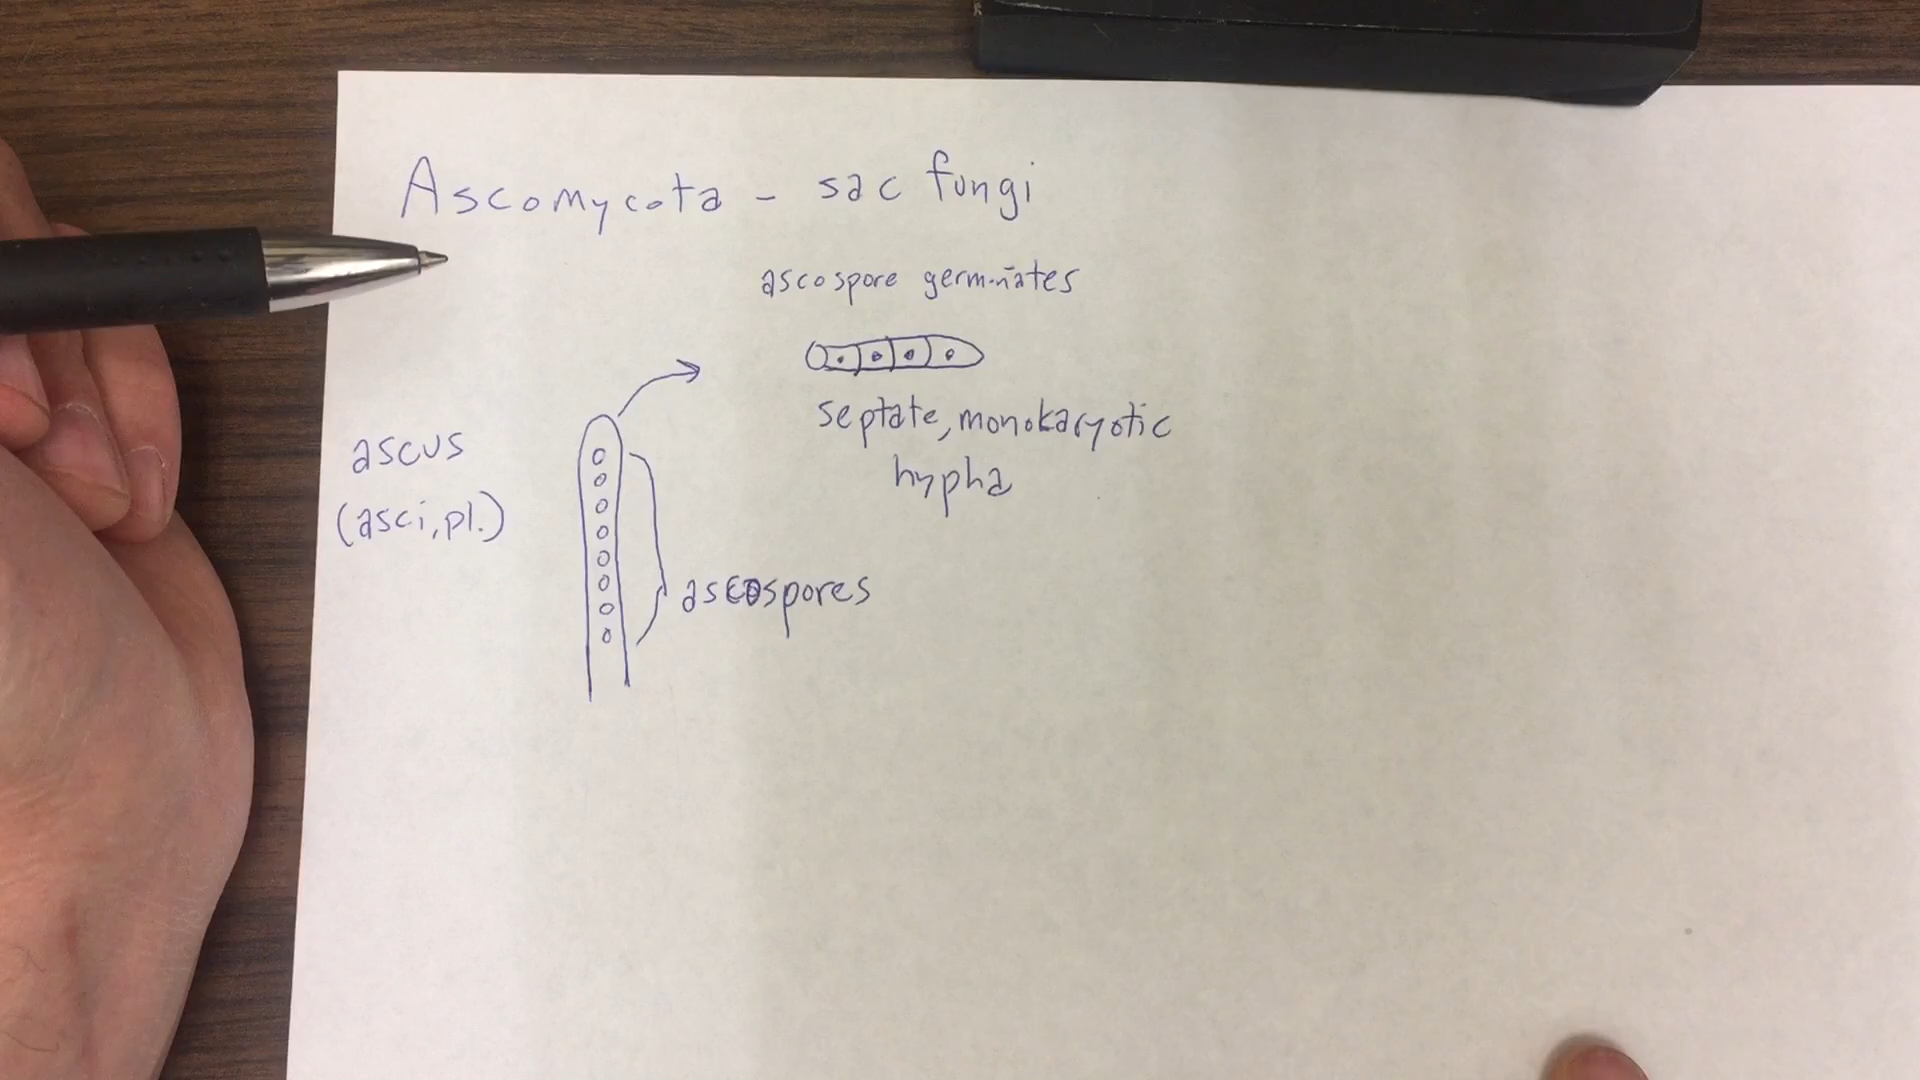 Ascomycota - sac fungi
ascospore germinates
septate, monokaryotic
hypha
ascus
(asci, pl.)
ascospores